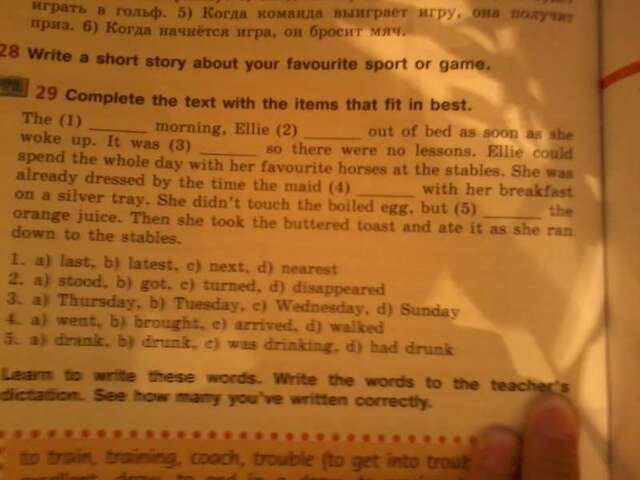 играть в гольф. 5) Когда команда выиграет игру, она получит
приз. 6) Когда начнётся игра, он бросит мяч.
28 Write a short story about your favourite sport or game.
29 Complete the text with the items that fit in best.
The (1) ______ morning, Ellie (2) ______ out of bed as soon as she
woke up. It was (3) ______ so there were no lessons. Ellie could
spend the whole day with her favourite horses at the stables. She was
already dressed by the time the maid (4) ______ with her breakfast
on a silver tray. She didn't touch the boiled egg, but (5) ______ the
orange juice. Then she took the buttered toast and ate it as she ran
down to the stables.
1. a) last, b) latest, c) next, d) nearest
2. a) stood, b) got, c) turned, d) disappeared
3. a) Thursday, b) Tuesday, c) Wednesday, d) Sunday
4. a) went, b) brought, c) arrived, d) walked
5. a) drank, b) drunk, c) was drinking, d) had drunk
Learn to write these words. Write the words to the teacher's
dictation. See how many you've written correctly.
to train, training, coach, trouble (to get into troub